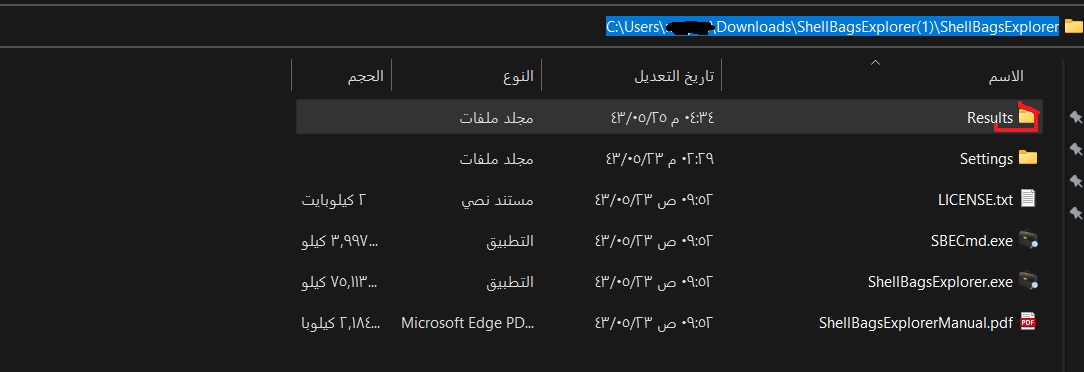 C:\Users\ \Downloads\ShellBagsExplorer(1)\ShellBagsExplorer
الاسم تاريخ التعديل النوع الحجم
Results ٠٤:٣٤ م ٤٣/٠٥/٢٥ مجلد ملفات
Settings ٠٢:٢٩ م ٤٣/٠٥/٢٣ مجلد ملفات
LICENSE.txt ٠٩:٥٢ ص ٤٣/٠٥/٢٣ مستند نصي ٢ كيلوبايت
SBECmd.exe ٠٩:٥٢ ص ٤٣/٠٥/٢٣ التطبيق ٣,٩٩٧ كيلو...
ShellBagsExplorer.exe ٠٩:٥٢ ص ٤٣/٠٥/٢٣ التطبيق ٧٥,١١٣ كيلو...
ShellBagsExplorerManual.pdf ٠٩:٥٢ ص ٤٣/٠٥/٢٣ Microsoft Edge PD... ٢,١٨٤ كيلوبا...
PDF